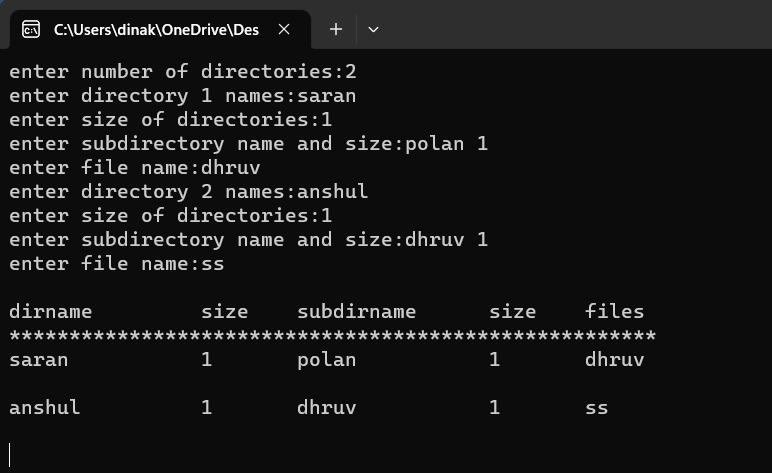 C:\Users\dinak\OneDrive\Des
enter number of directories:2
enter directory 1 names:saran
enter size of directories:1
enter subdirectory name and size:polan 1
enter file name:dhruv
enter directory 2 names:anshul
enter size of directories:1
enter subdirectory name and size:dhruv 1
enter file name:ss
dirname size subdirname size files
******************************************************
saran 1 polan 1 dhruv
anshul 1 dhruv 1 ss